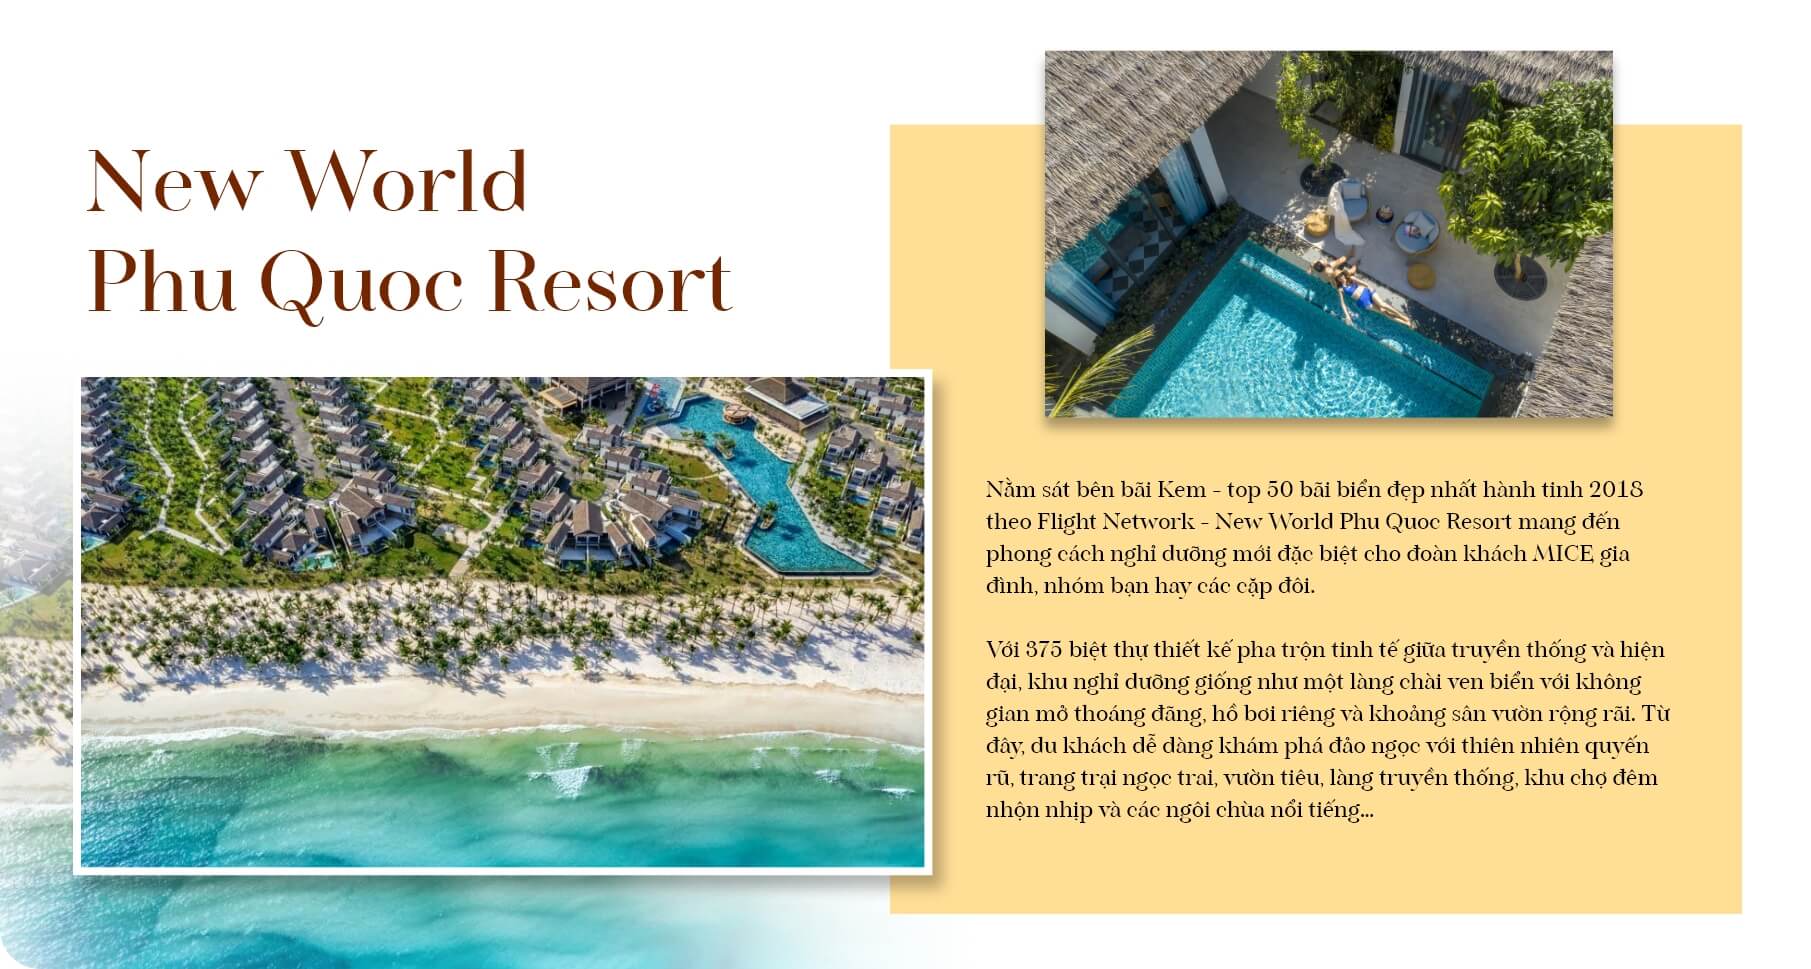 New World
Phu Quoc Resort
Nằm sát bên bãi Kem - top 50 bãi biển đẹp nhất hành tinh 2018
theo Flight Network - New World Phu Quoc Resort mang đến
phong cách nghỉ dưỡng mới đặc biệt cho đoàn khách MICE, gia
đình, nhóm bạn hay các cặp đôi.
Với 375 biệt thự thiết kế pha trộn tinh tế giữa truyền thống và hiện
đại, khu nghỉ dưỡng giống như một làng chài ven biển với không
gian mở thoáng đãng, hồ bơi riêng và khoảng sân vườn rộng rãi. Từ
đây, du khách dễ dàng khám phá đảo ngọc với thiên nhiên quyến
rũ, trang trại ngọc trai, vườn tiêu, làng truyền thống, khu chợ đêm
nhộn nhịp và các ngôi chùa nổi tiếng...